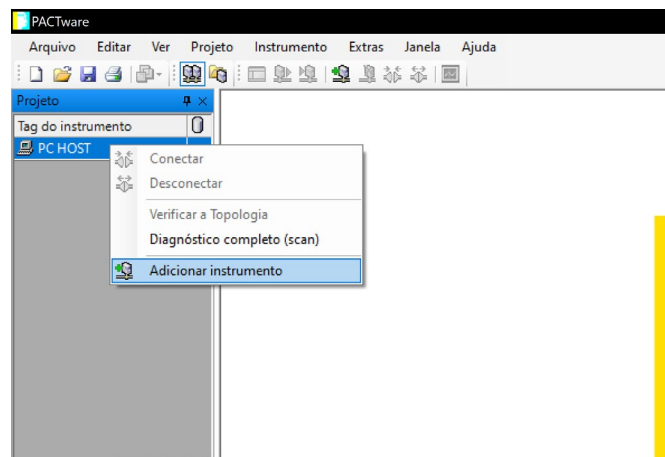 PACTware
Arquivo Editar Ver Projeto Instrumento Extras Janela Ajuda
Projeto
Tag do instrumento
PC HOST
Conectar
Desconectar
Verificar a Topologia
Diagnóstico completo (scan)
Adicionar instrumento